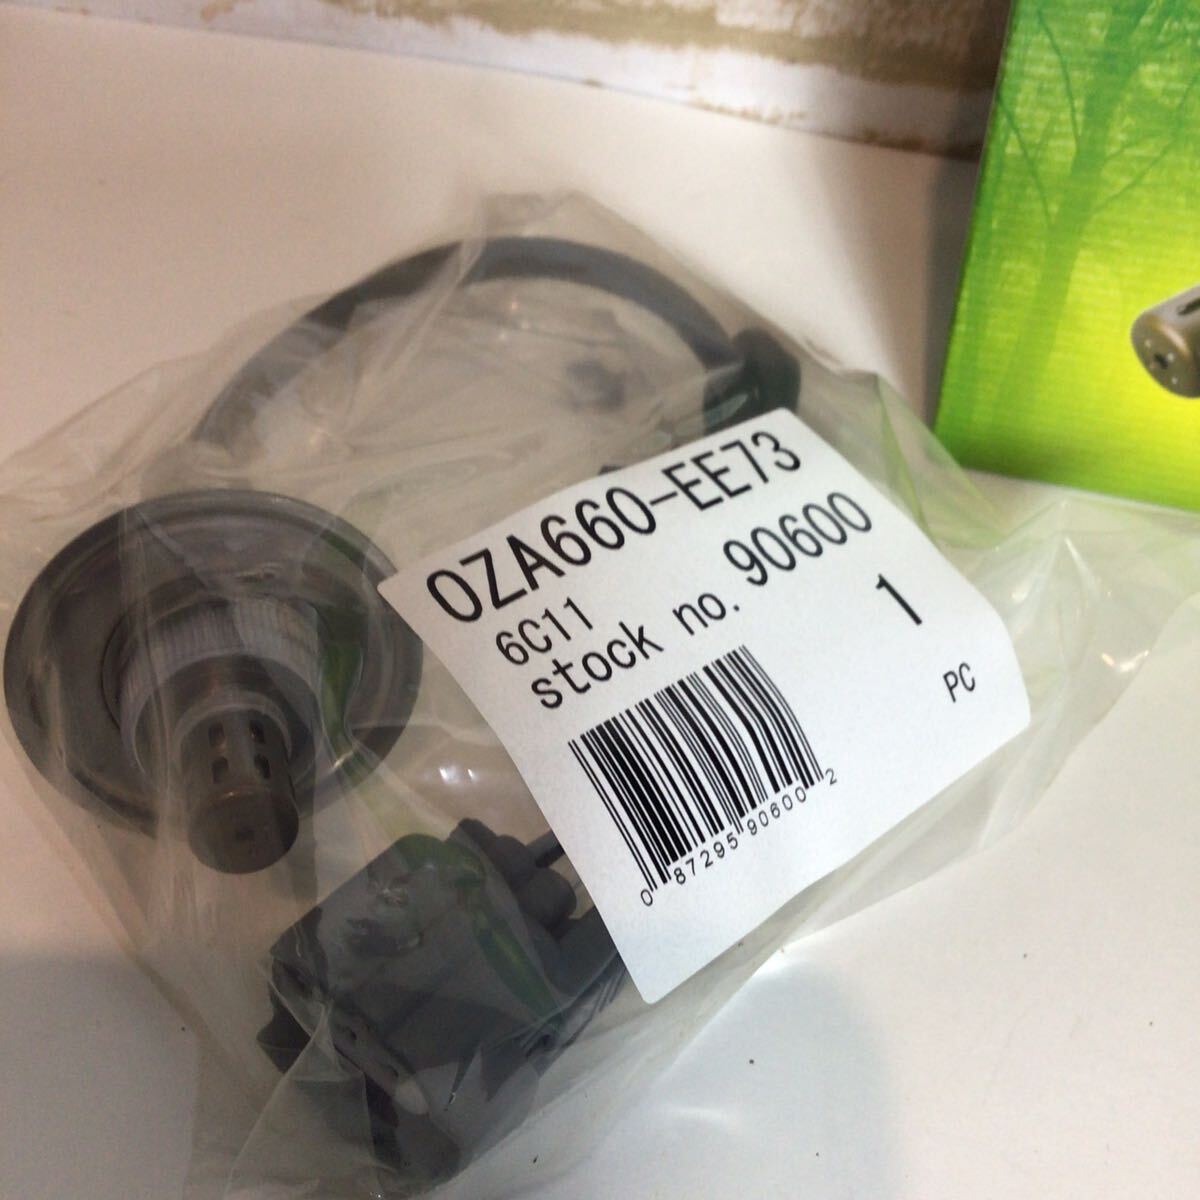 OZA660-EE73
6C11
stock no. 90600
1
PC
0 87295 90600 2